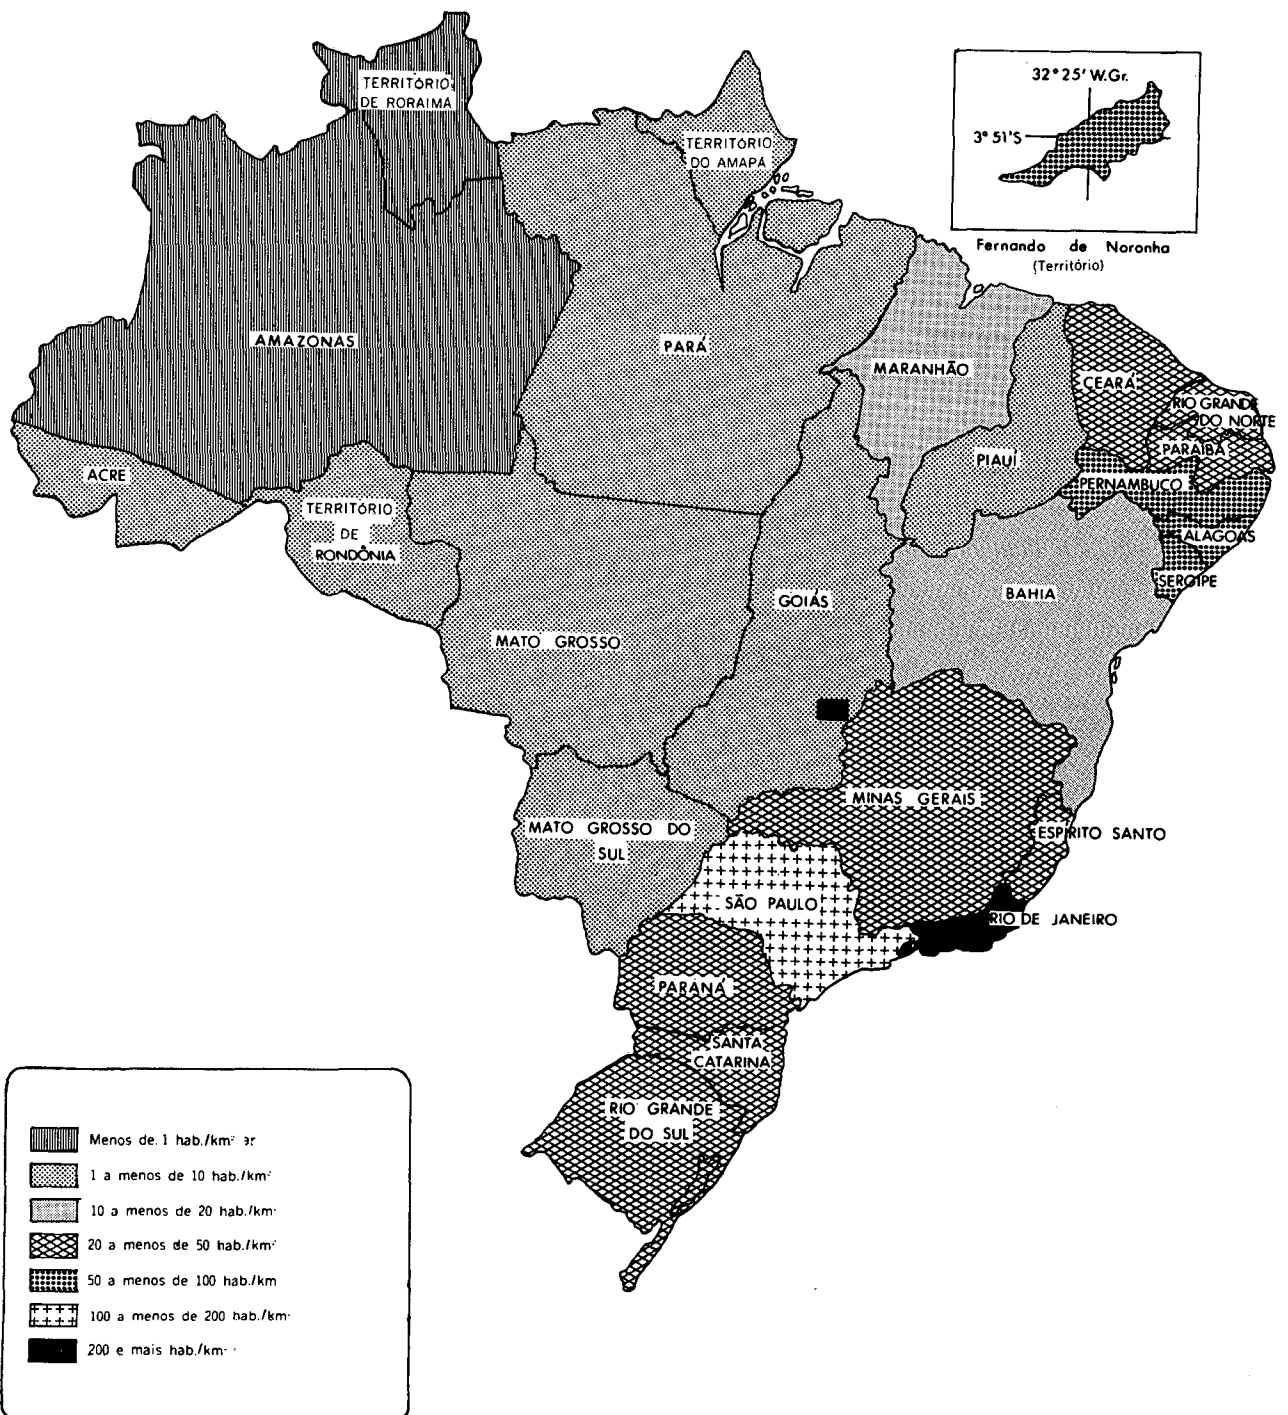 TERRITÓRIO
DE RORAIMA
TERRITÓRIO
DO AMAPÁ
32° 25' W.Gr.
3° 51'S
Fernando de Noronha
(Território)
AMAZONAS
PARÁ
MARANHÃO
CEARÁ
RIO GRANDE
DO NORTE
PARAÍBA
PIAUÍ
PERNAMBUCO
ALAGOAS
SERGIPE
ACRE
TERRITÓRIO
DE
RONDÔNIA
GOIÁS
BAHIA
MATO GROSSO
MINAS GERAIS
MATO GROSSO DO
SUL
ESPÍRITO SANTO
SÃO PAULO
RIO DE JANEIRO
PARANÁ
SANTA
CATARINA
RIO GRANDE
DO SUL
Menos de 1 hab./km²
1 a menos de 10 hab./km²
10 a menos de 20 hab./km²
20 a menos de 50 hab./km²
50 a menos de 100 hab./km
100 a menos de 200 hab./km²
200 e mais hab./km²